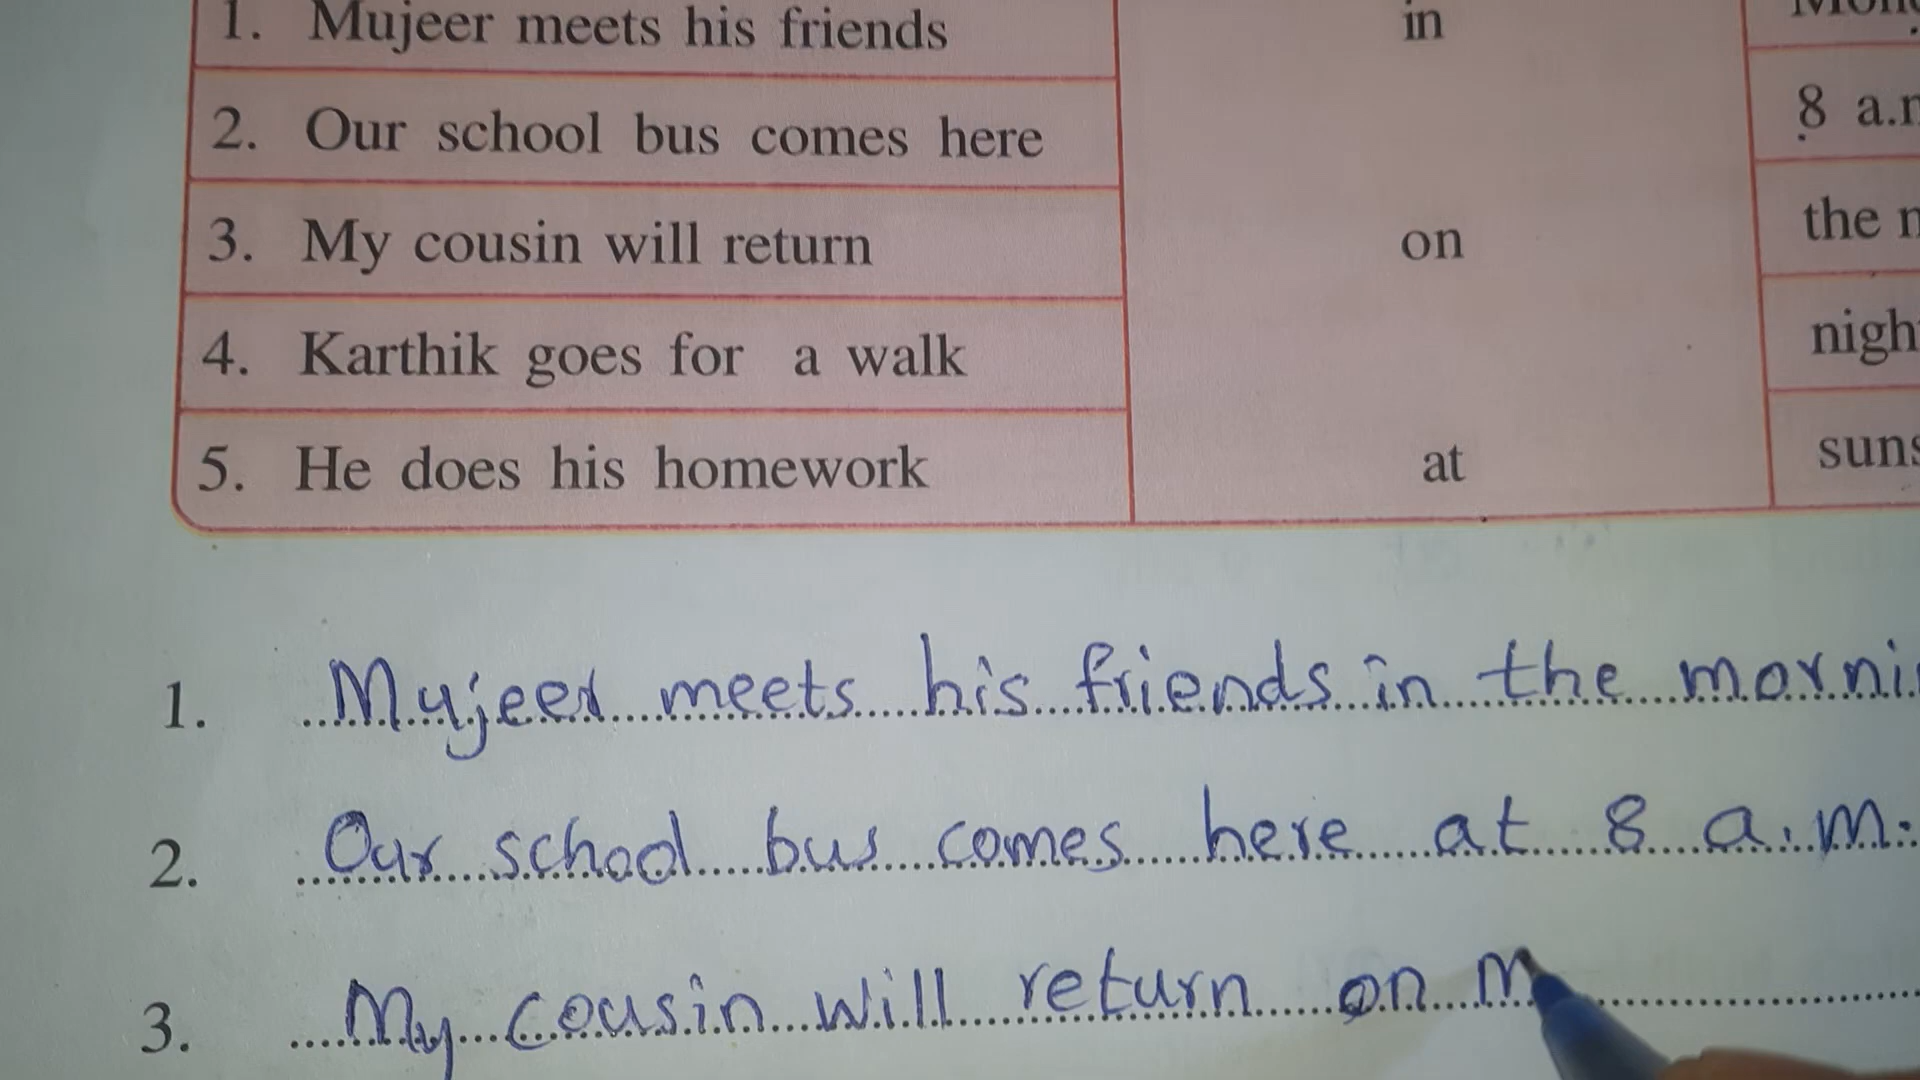 1. Mujeer meets his friends in
2. Our school bus comes here 8
3. My cousin will return on the
4. Karthik goes for a walk
5. He does his homework at
1. Mujeer meets his friends in the
2. Our school bus comes here at 8 a.m.
3. My cousin will return on M